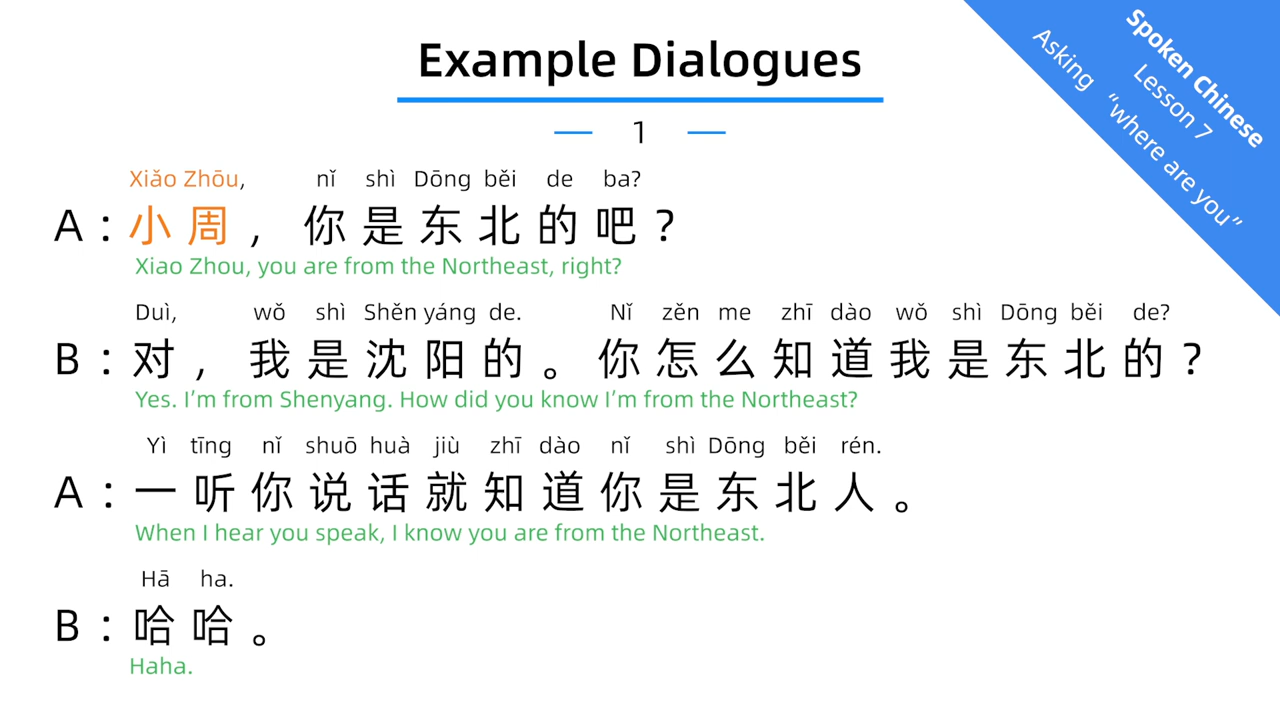 Example Dialogues
1
Xiǎo Zhōu, nǐ shì Dōng běi de ba?
A：小周，你是东北的吧？
Xiao Zhou, you are from the Northeast, right?
Duì, wǒ shì Shěn yáng de. Nǐ zěn me zhī dào wǒ shì Dōng běi de?
B：对，我是沈阳的。你怎么知道我是东北的？
Yes. I’m from Shenyang. How did you know I’m from the Northeast?
Yì tīng nǐ shuō huà jiù zhī dào nǐ shì Dōng běi rén.
A：一听你说话就知道你是东北人。
When I hear you speak, I know you are from the Northeast.
Hā ha.
B：哈哈。
Haha.
Spoken Chinese
Lesson 7
Asking “where are you”